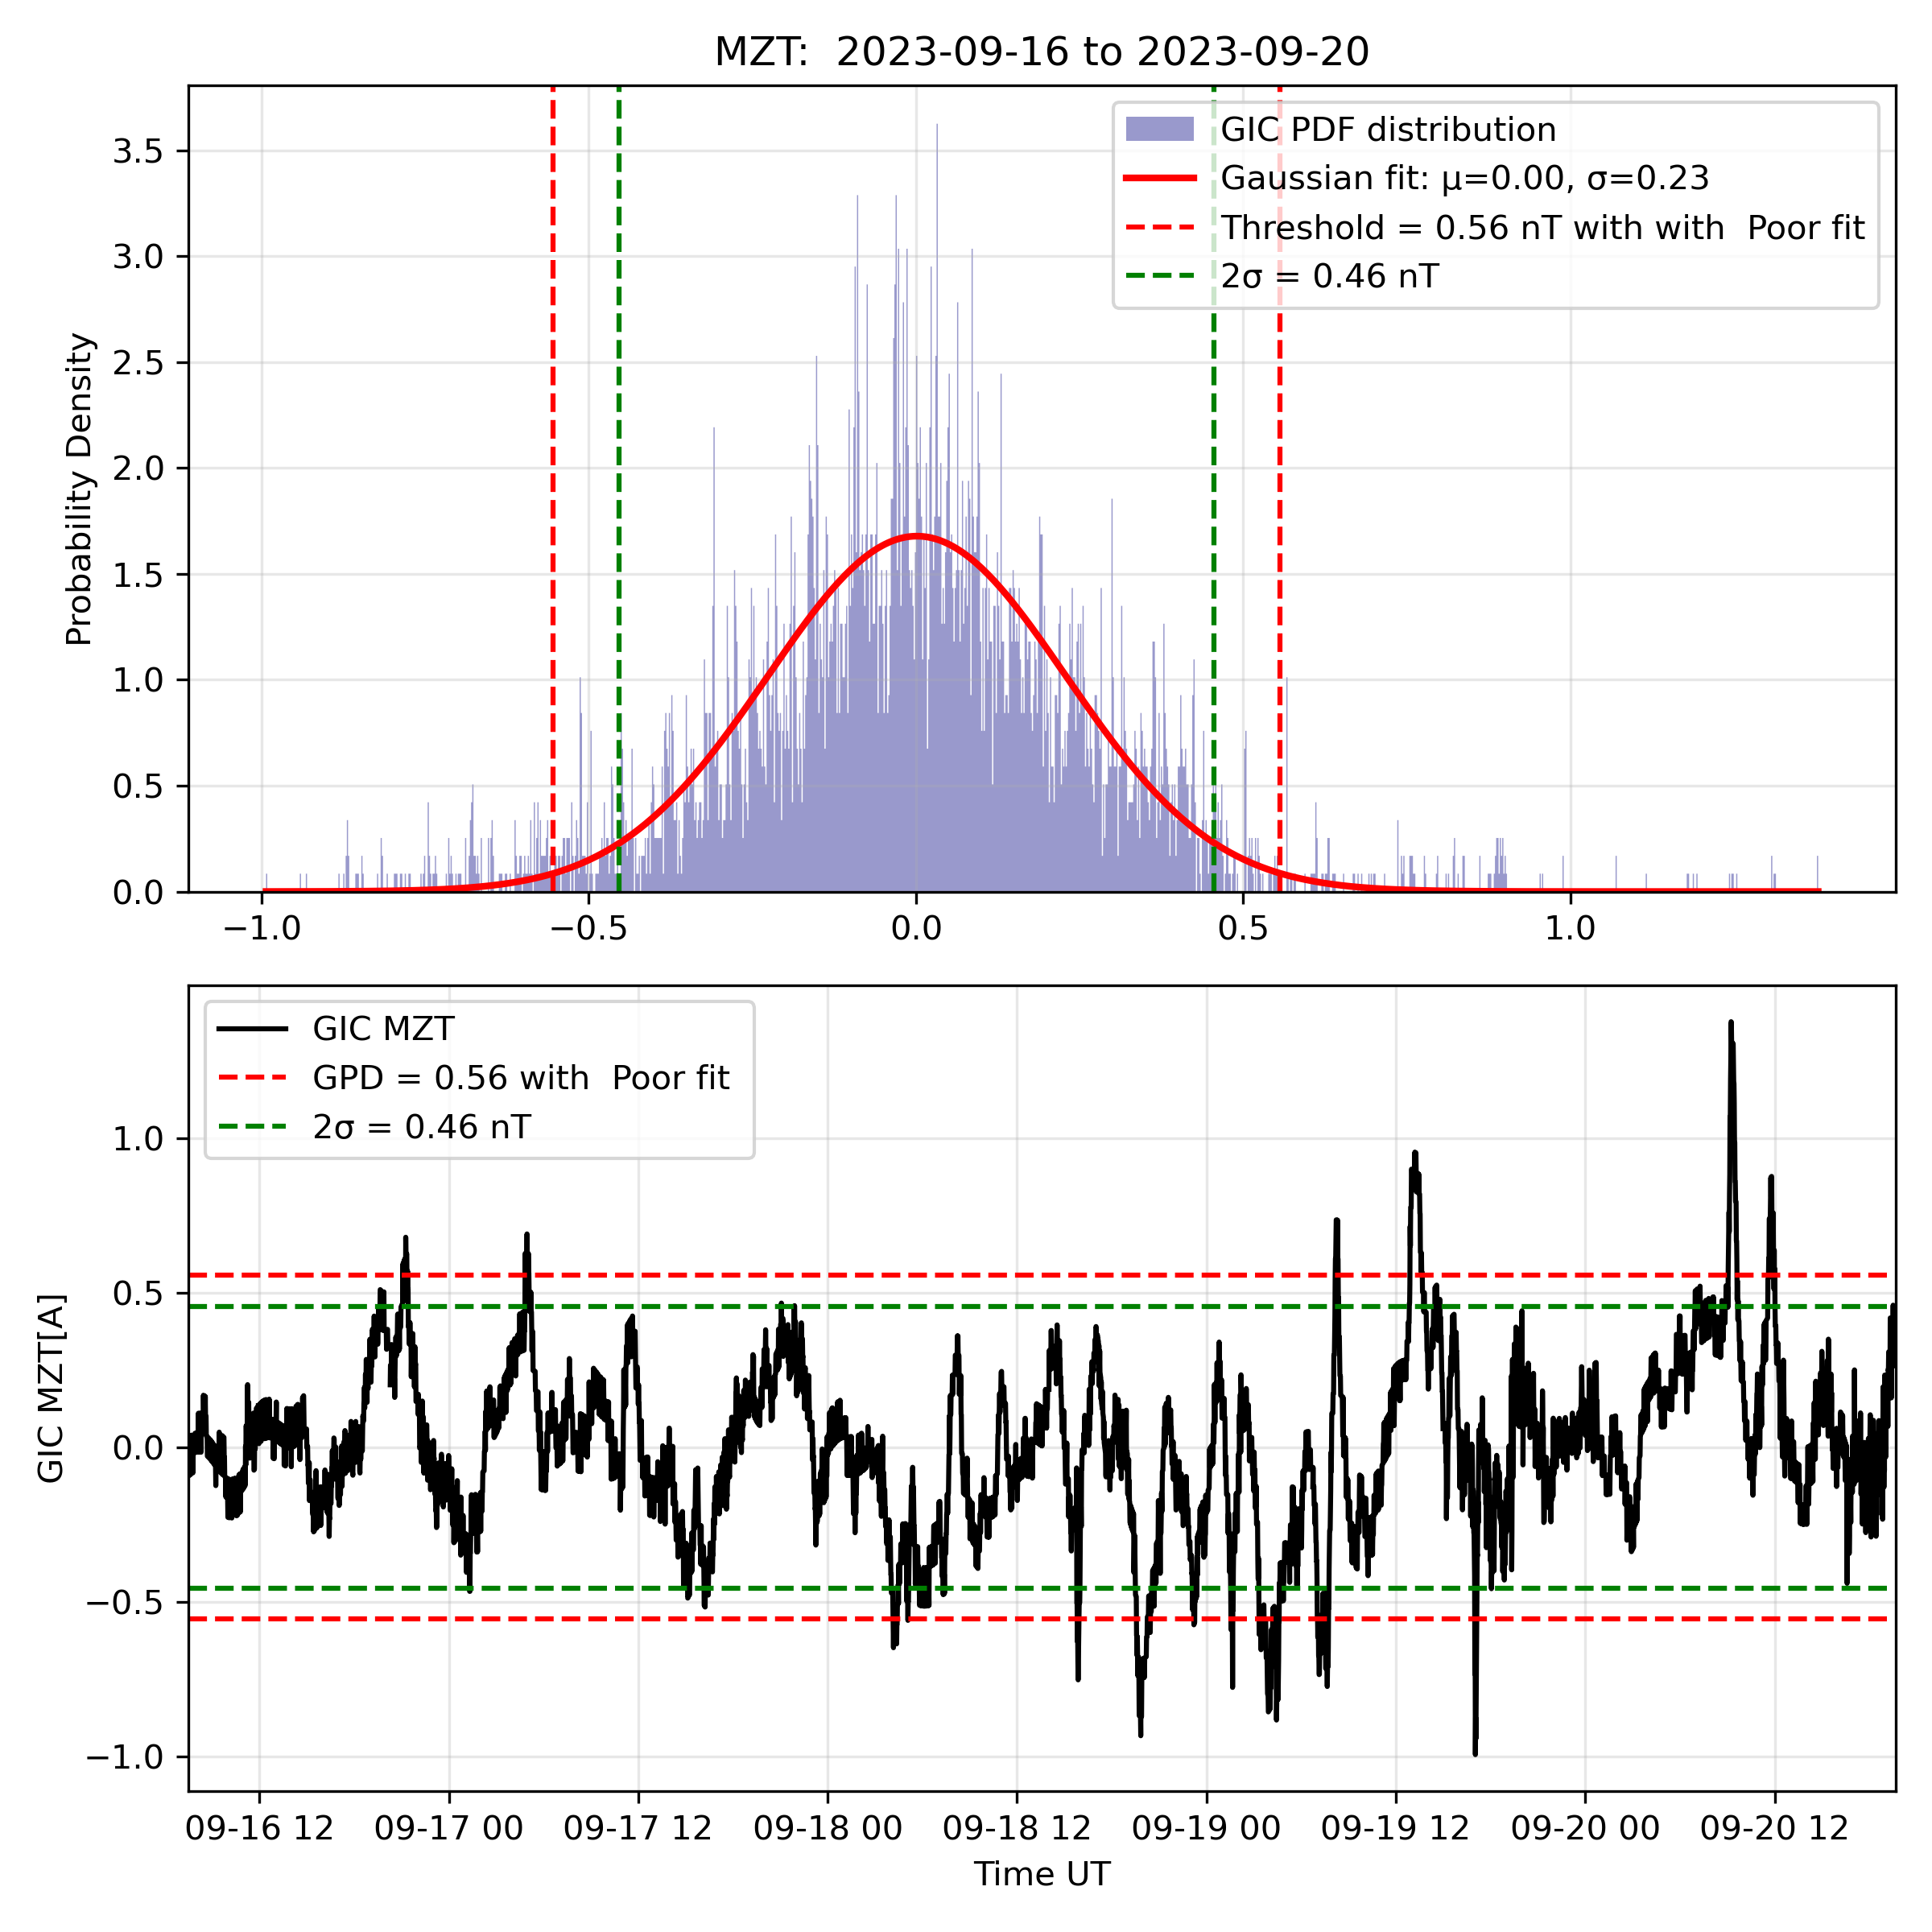 MZT:  2023-09-16 to 2023-09-20
Probability Density
3.5
3.0
2.5
2.0
1.5
1.0
0.5
0.0
GIC PDF distribution
Gaussian fit: μ=0.00, σ=0.23
Threshold = 0.56 nT with with  Poor fit
2σ = 0.46 nT
−1.0 −0.5 0.0 0.5 1.0
GIC MZT[A]
1.0
0.5
0.0
−0.5
−1.0
GIC MZT
GPD = 0.56 with  Poor fit
2σ = 0.46 nT
09-16 12 09-17 00 09-17 12 09-18 00 09-18 12 09-19 00 09-19 12 09-20 00 09-20 12
Time UT